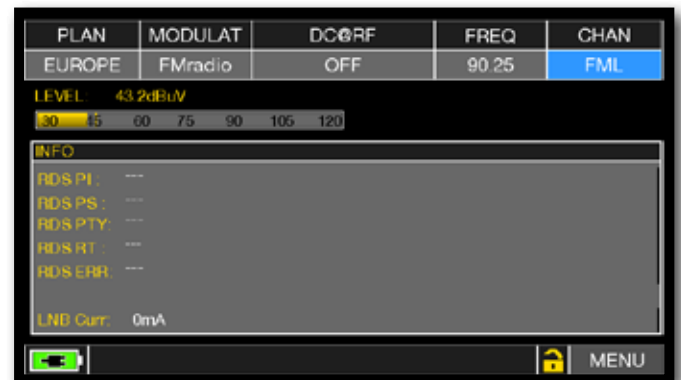 PLAN MODULAT DC@RF FREQ CHAN
EUROPE FMradio OFF 90.25 FML
LEVEL: 43.2dBuV
30 45 60 75 90 105 120
INFO
RDS PI : ---
RDS PS : ---
RDS PTY: ---
RDS RT : ---
RDS ERR: ---
LNB Curr: 0mA
MENU